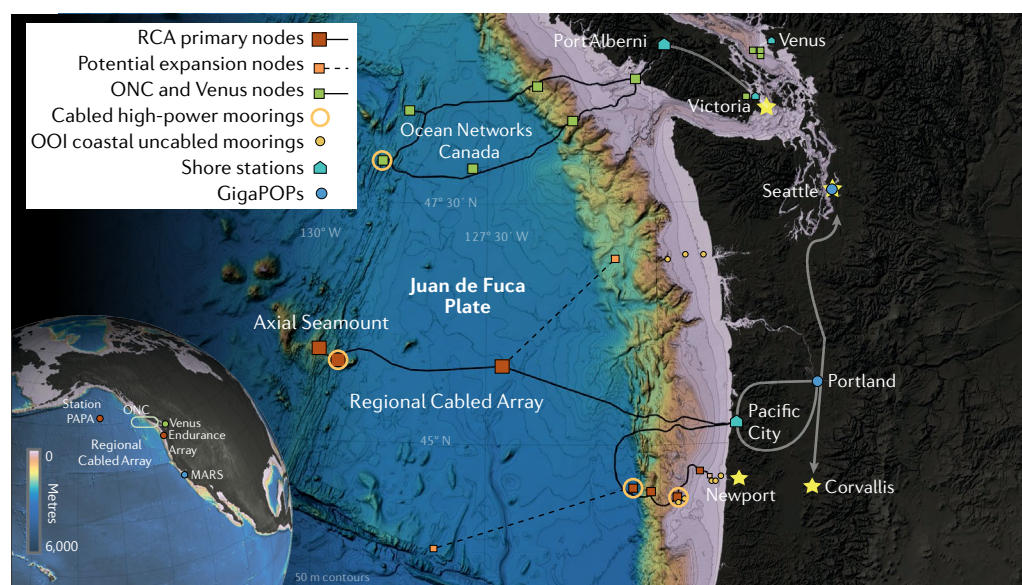 RCA primary nodes
Potential expansion nodes
ONC and Venus nodes
Cabled high-power moorings
OOI coastal uncabled moorings
Shore stations
GigaPOPs
Port Alberni
Venus
Victoria
Ocean Networks
Canada
Seattle
47° 30´ N
130° W
127° 30´ W
Juan de Fuca
Plate
Axial Seamount
Regional Cabled Array
Portland
Pacific
City
45° N
Newport
Corvallis
Station
PAPA
ONC
Venus
Endurance
Array
Regional
Cabled Array
MARS
0
Metres
6,000
50 m contours